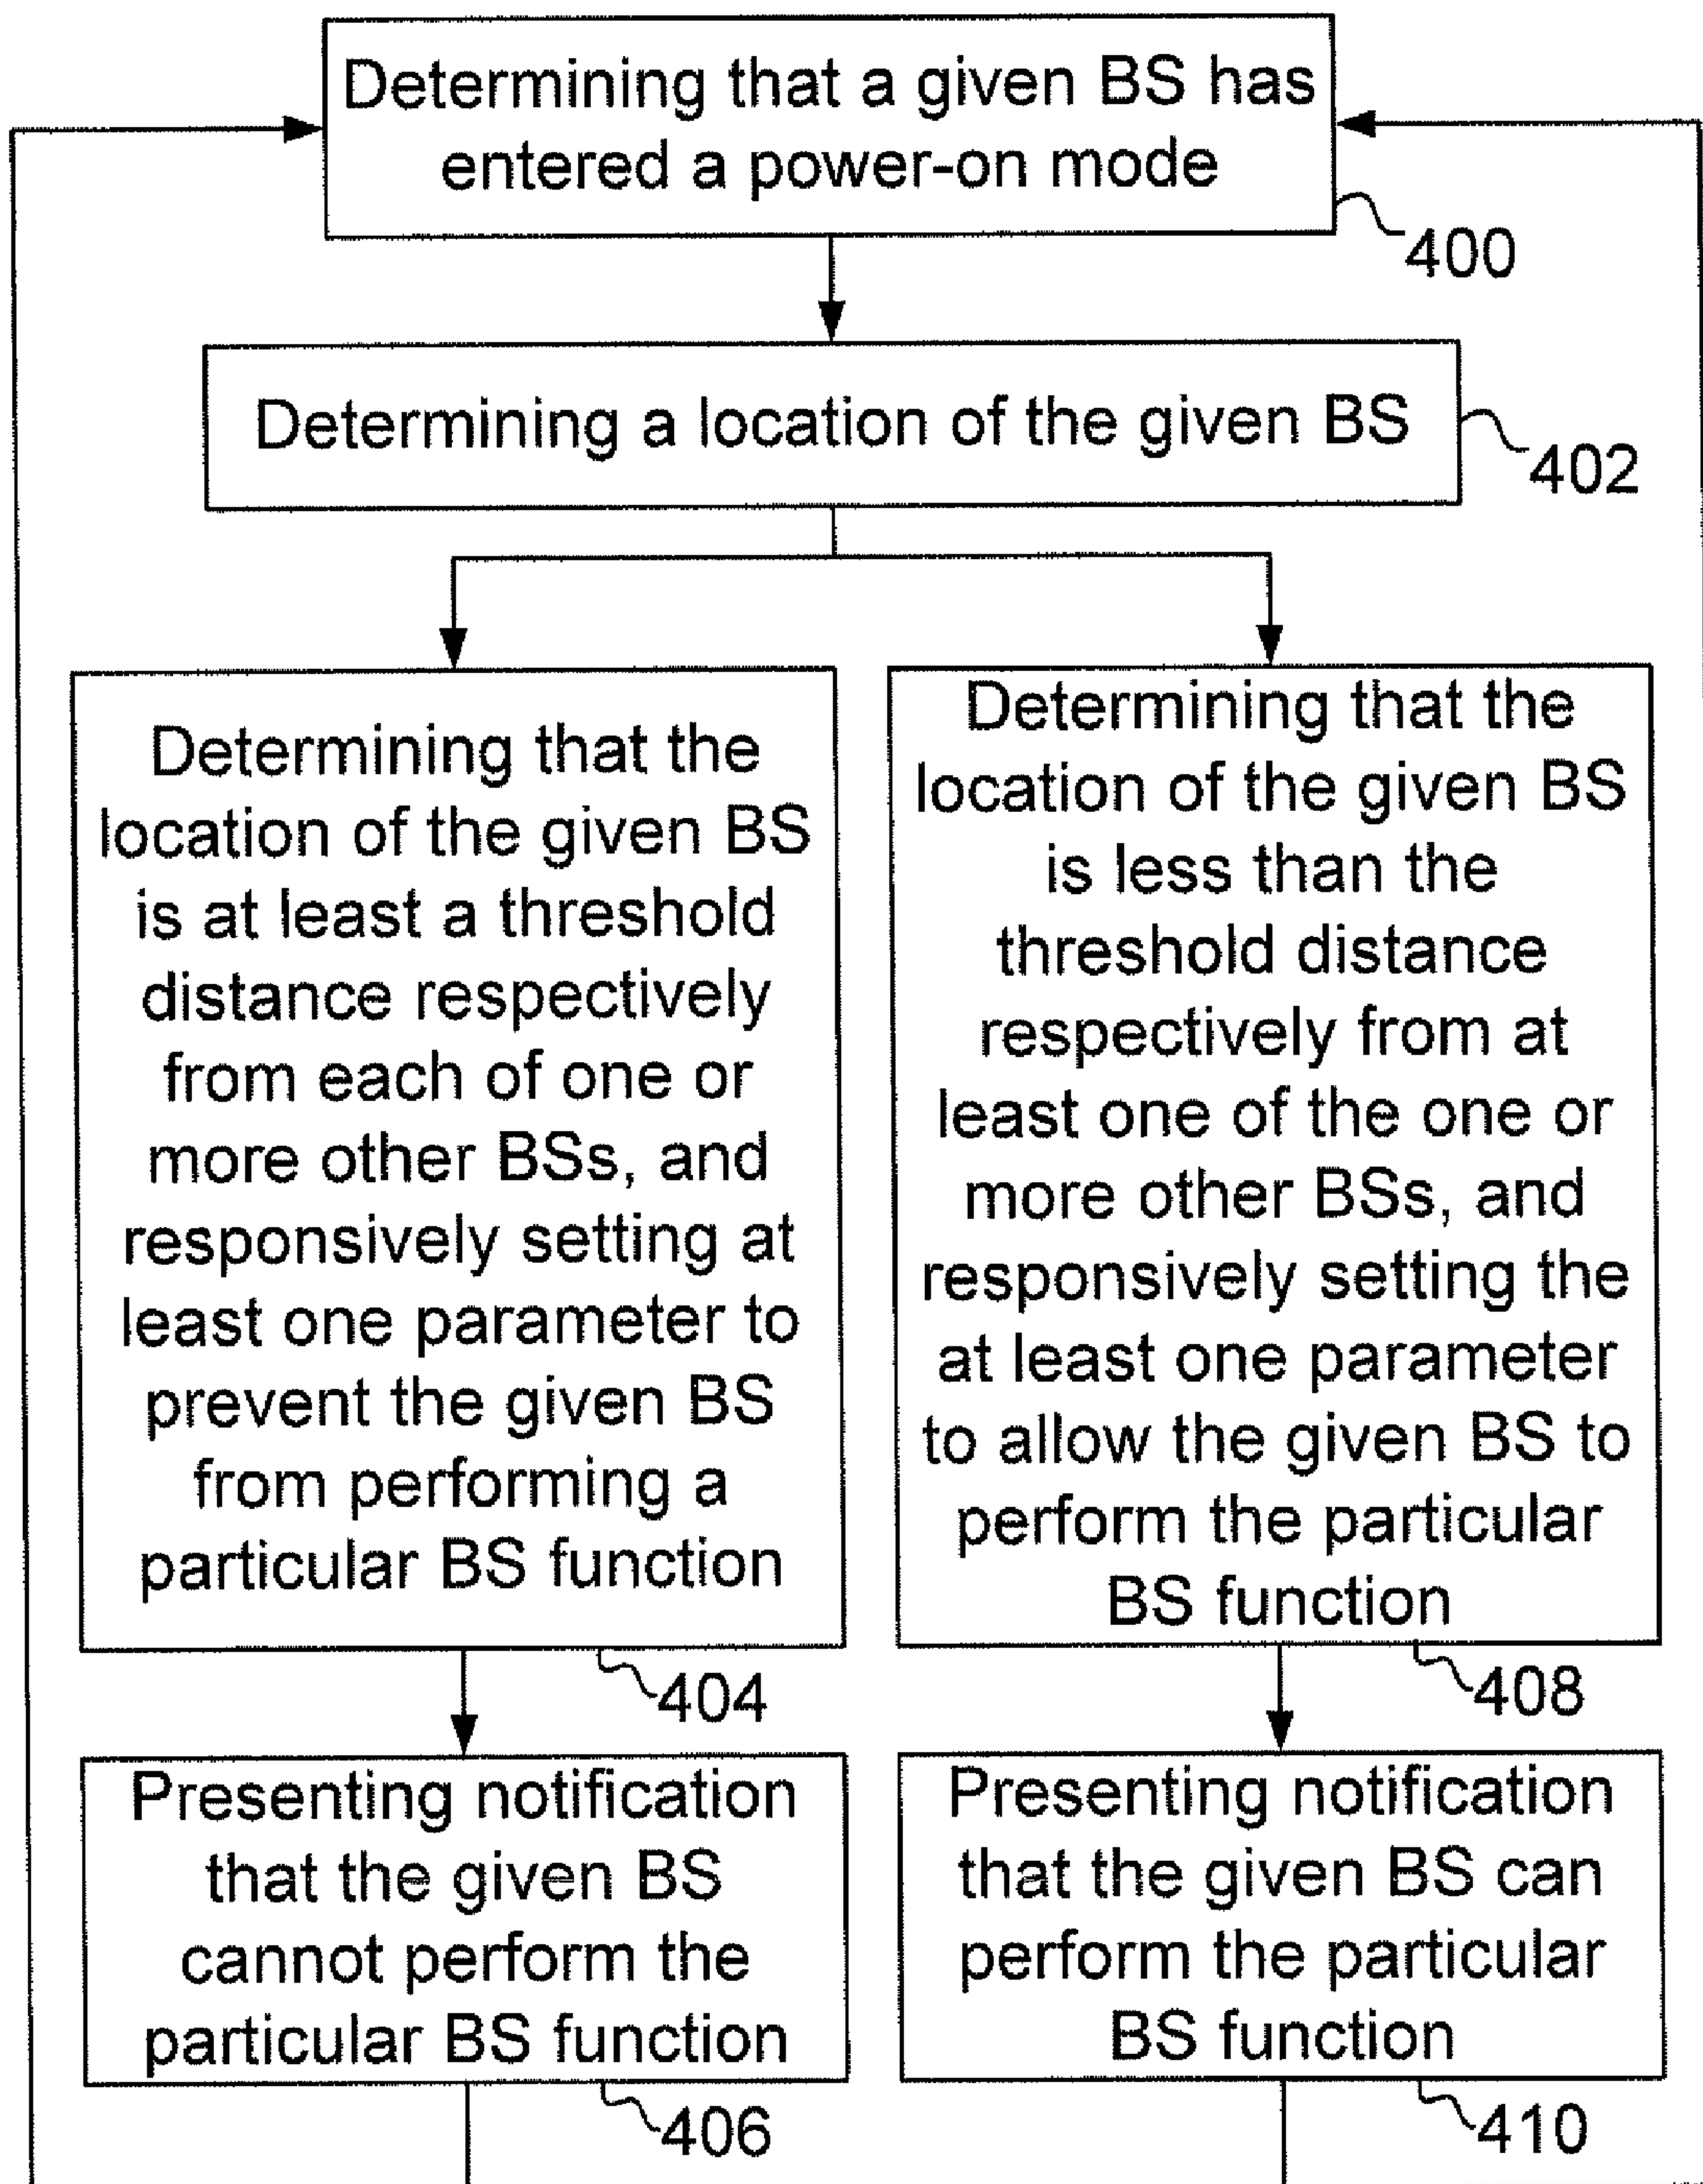 Determining that a given BS has
entered a power-on mode
400
Determining a location of the given BS
402
Determining that the
location of the given BS
is at least a threshold
distance respectively
from each of one or
more other BSs, and
responsively setting at
least one parameter to
prevent the given BS
from performing a
particular BS function
404
Determining that the
location of the given BS
is less than the
threshold distance
respectively from at
least one of the one or
more other BSs, and
responsively setting the
at least one parameter
to allow the given BS to
perform the particular
BS function
408
Presenting notification
that the given BS
cannot perform the
particular BS function
406
Presenting notification
that the given BS can
perform the particular
BS function
410